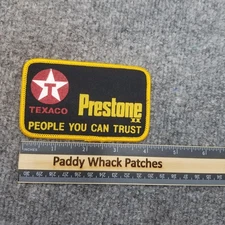 T
TEXACO
Prestone
XX
PEOPLE YOU CAN TRUST
Paddy Whack Patches